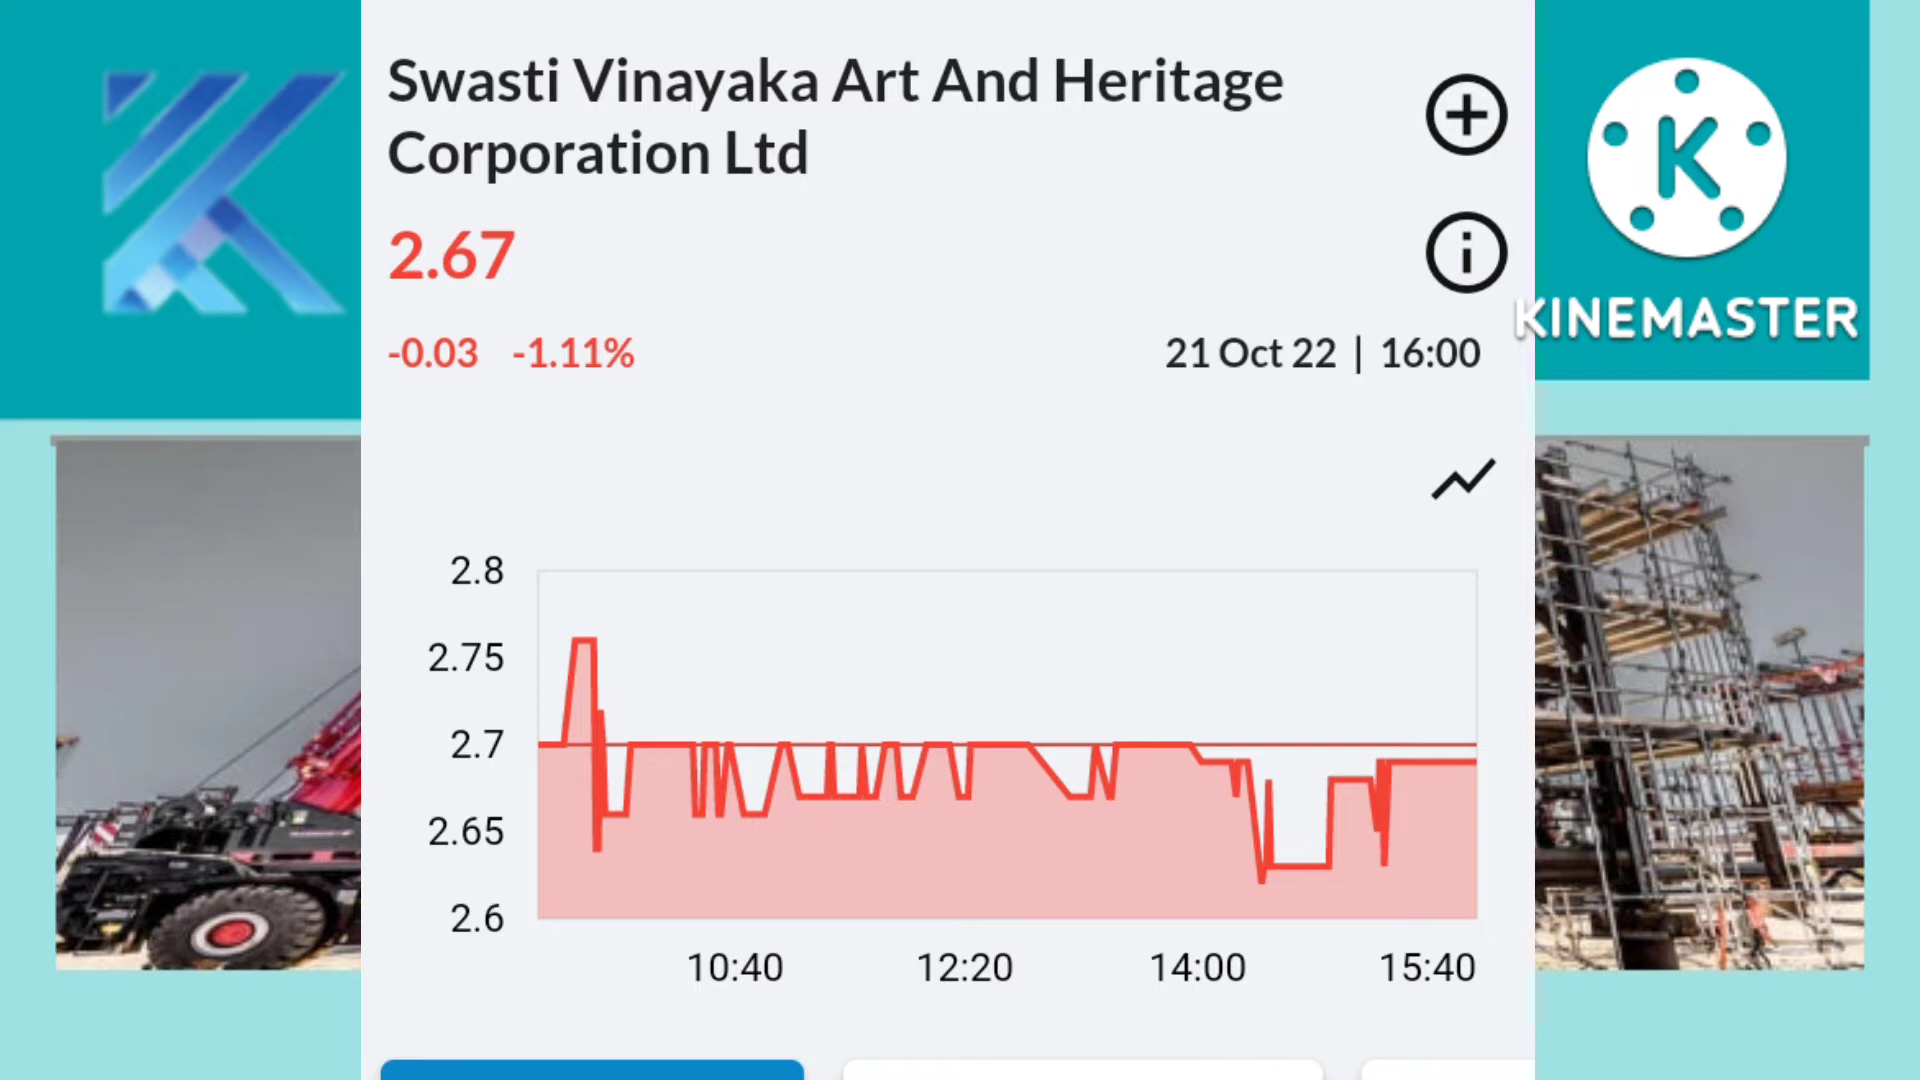 Swasti Vinayaka Art And Heritage
Corporation Ltd
2.67
-0.03 -1.11%
21 Oct 22 | 16:00
K
KINEMASTER
2.8
2.75
2.7
2.65
2.6
10:40 12:20 14:00 15:40